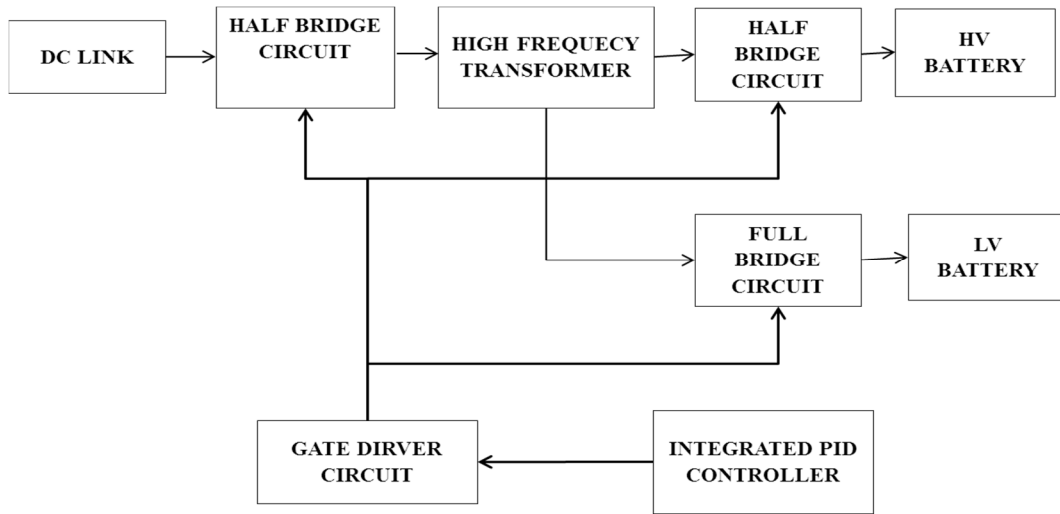 DC LINK
HALF BRIDGE
CIRCUIT
HIGH FREQUECY
TRANSFORMER
HALF
BRIDGE
CIRCUIT
HV
BATTERY
FULL
BRIDGE
CIRCUIT
LV
BATTERY
GATE DIRVER
CIRCUIT
INTEGRATED PID
CONTROLLER